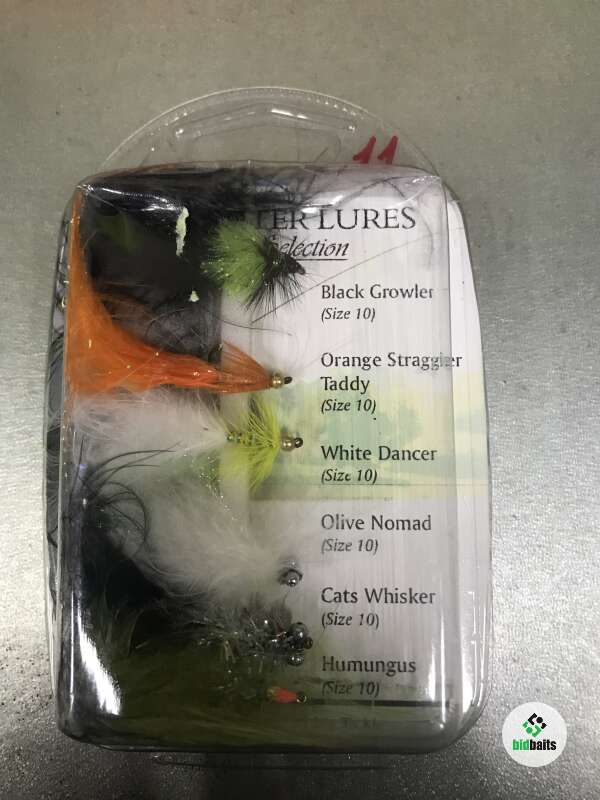 11
TER LURES
Selection
Black Growler
(Size 10)
Orange Straggler
Taddy
(Size 10)
White Dancer
(Size 10)
Olive Nomad
(Size 10)
Cats Whisker
(Size 10)
Humungus
(Size 10)
bidbaits